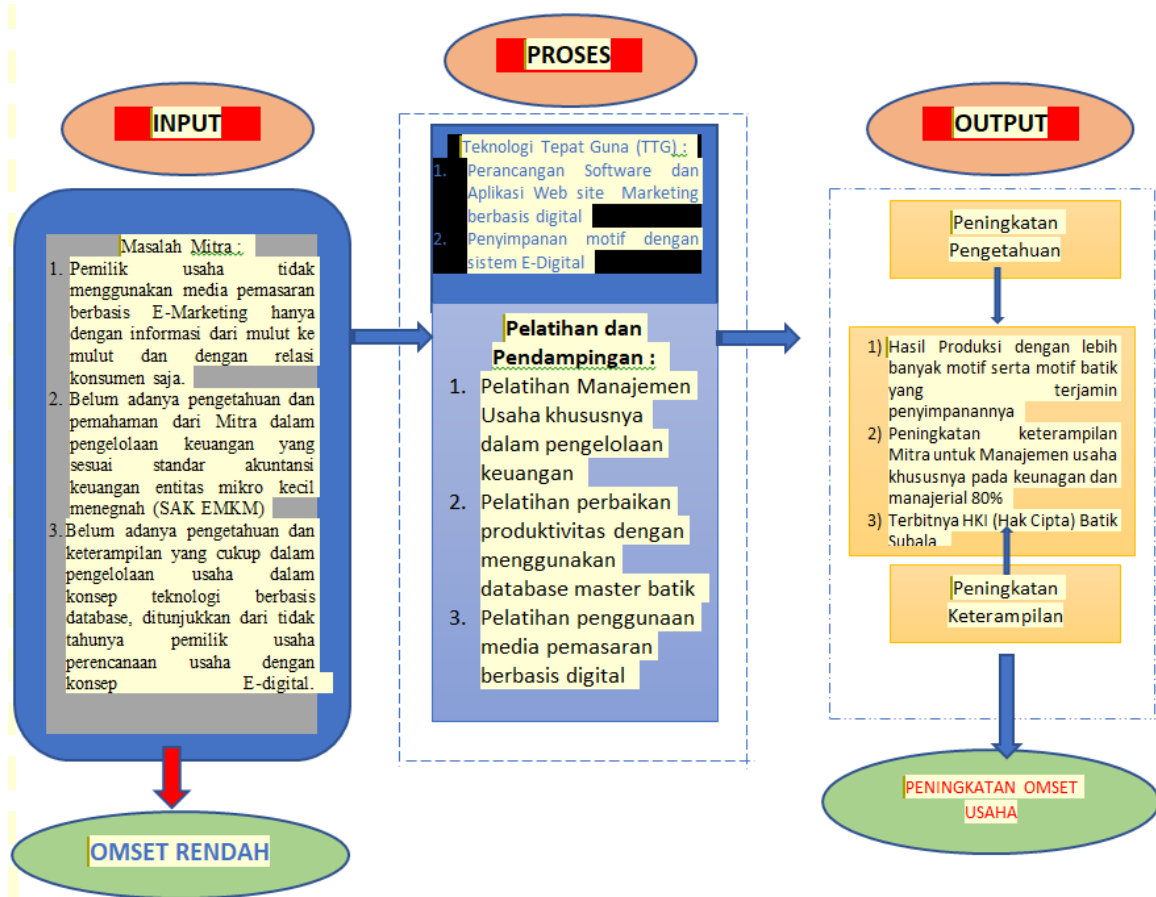 INPUT
Masalah Mitra :
1. Pemilik usaha tidak
menggunakan media pemasaran
berbasis E-Marketing hanya
dengan informasi dari mulut ke
mulut dan dengan relasi
konsumen saja.
2. Belum adanya pengetahuan dan
pemahaman dari Mitra dalam
pengelolaan keuangan yang
sesuai standar akuntansi
keuangan entitas mikro kecil
menegnah (SAK EMKM)
3. Belum adanya pengetahuan dan
keterampilan yang cukup dalam
pengelolaan usaha dalam
konsep teknologi berbasis
database, ditunjukkan dari tidak
tahunya pemilik usaha
perencanaan usaha dengan
konsep E-digital.
OMSET RENDAH
PROSES
Teknologi Tepat Guna (TTG) :
1. Perancangan Software dan
Aplikasi Web site Marketing
berbasis digital
2. Penyimpanan motif dengan
sistem E-Digital
Pelatihan dan
Pendampingan :
1. Pelatihan Manajemen
Usaha khususnya
dalam pengelolaan
keuangan
2. Pelatihan perbaikan
produktivitas dengan
menggunakan
database master batik
3. Pelatihan penggunaan
media pemasaran
berbasis digital
OUTPUT
Peningkatan
Pengetahuan
1) Hasil Produksi dengan lebih
banyak motif serta motif batik
yang terjamin
penyimpanannya
2) Peningkatan keterampilan
Mitra untuk Manajemen usaha
khususnya pada keunagan dan
manajerial 80%
3) Terbitnya HKI (Hak Cipta) Batik
Subala
Peningkatan
Keterampilan
PENINGKATAN OMSET
USAHA